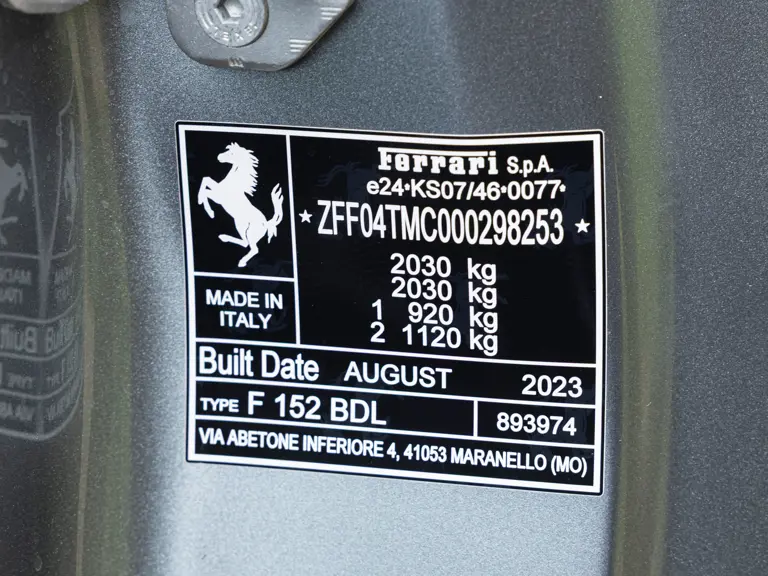 Ferrari S.p.A.
e24*KS07/46*0077*
★ ZFF04TMC000298253 ★
2030 kg
2030 kg
1 920 kg
2 1120 kg
MADE IN
ITALY
Built Date AUGUST 2023
TYPE F 152 BDL 893974
VIA ABETONE INFERIORE 4, 41053 MARANELLO (MO)